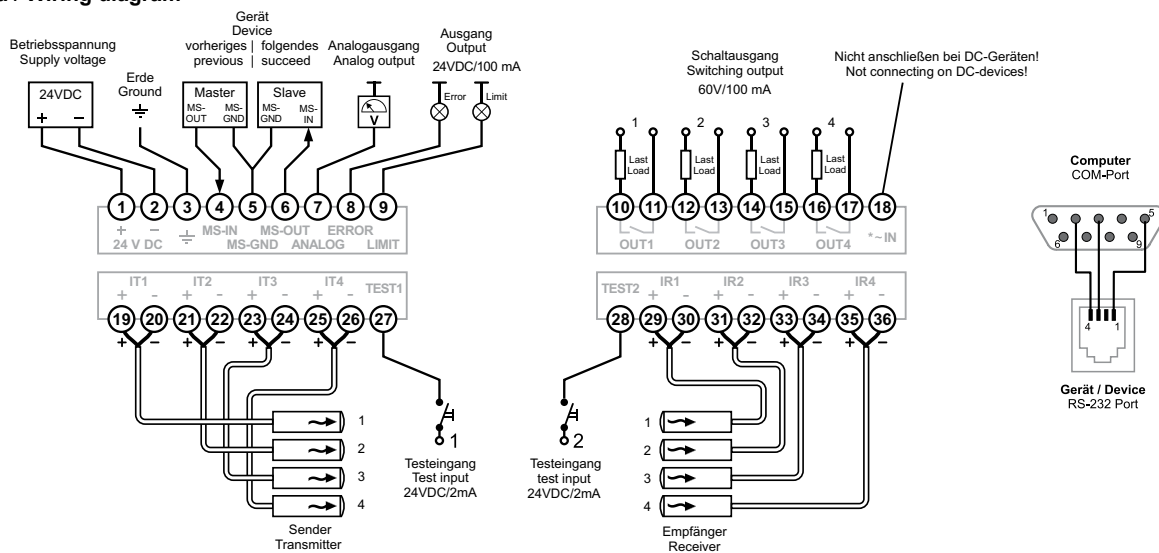 Wiring diagram
Betriebsspannung
Supply voltage
24VDC
+ −
Erde
Ground
Gerät
Device
vorheriges | folgendes
previous | succeed
Master
MS-OUT MS-GND
Slave
MS-GND MS-IN
Analogausgang
Analog output
V
Ausgang
Output
24VDC/100 mA
Error
Limit
1 2 3 4 5 6 7 8 9
+ − MS-IN MS-OUT ERROR
24 V DC MS-GND ANALOG LIMIT
Schaltausgang
Switching output
60V/100 mA
Nicht anschließen bei DC-Geräten!
Not connecting on DC-devices!
1 2 3 4
Last Last Last Last
Load Load Load Load
10 11 12 13 14 15 16 17 18
OUT1 OUT2 OUT3 OUT4 *~IN
IT1 IT2 IT3 IT4 TEST1
+ - + - + - + -
19 20 21 22 23 24 25 26 27
+ − + − + − + −
1
2
3
4
Sender
Transmitter
1
Testeingang
Test input
24VDC/2mA
TEST2 IR1 IR2 IR3 IR4
+ - + - + - + -
28 29 30 31 32 33 34 35 36
+ − + − + − + −
2
Testeingang
test input
24VDC/2mA
1
2
3
4
Empfänger
Receiver
Computer
COM-Port
1 5
6 9
4 1
Gerät / Device
RS-232 Port